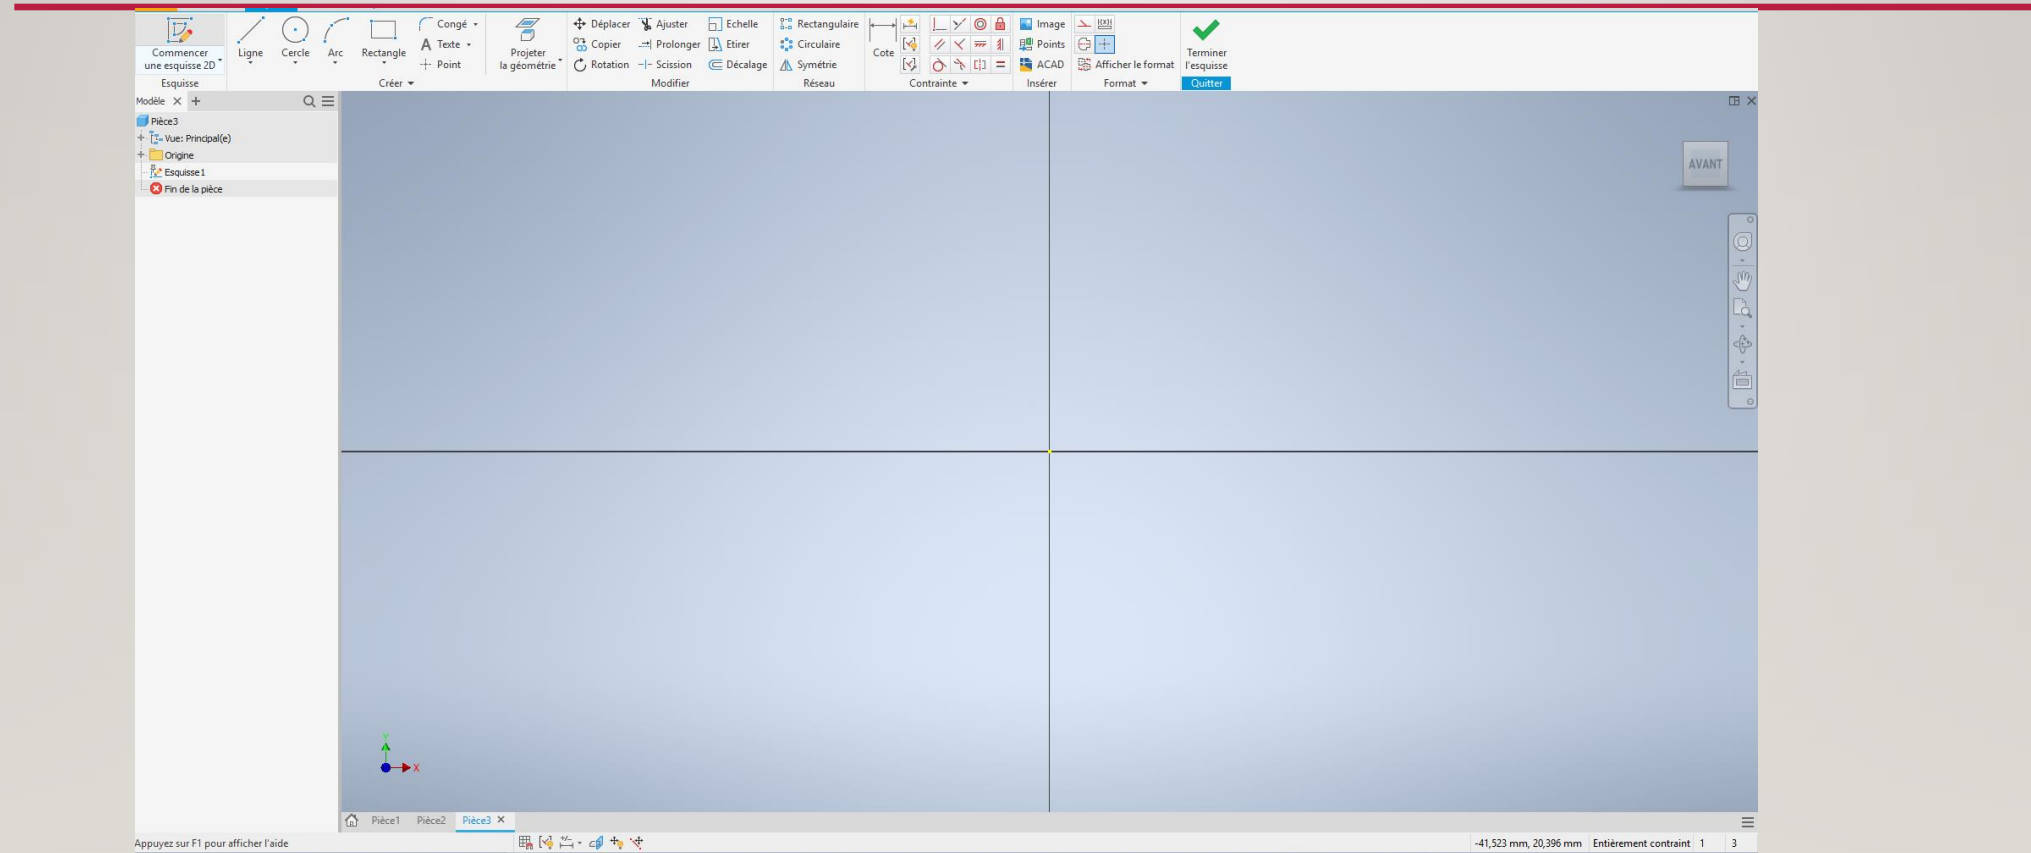 Commencer
une esquisse 2D
Ligne
Cercle
Arc
Rectangle
Congé
A Texte
Point
Projeter
la géométrie
Déplacer
Copier
Rotation
Ajuster
Prolonger
Scission
Echelle
Etirer
Décalage
Rectangulaire
Circulaire
Symétrie
Cote
Image
Points
ACAD
Afficher le format
Terminer
l'esquisse
Esquisse
Créer
Modifier
Réseau
Contrainte
Insérer
Format
Quitter
Modèle
Pièce3
Vue: Principal(e)
Origine
Esquisse1
Fin de la pièce
AVANT
Y
X
Pièce1
Pièce2
Pièce3
Appuyez sur F1 pour afficher l'aide
-41,523 mm, 20,396 mm Entièrement contraint 1 3